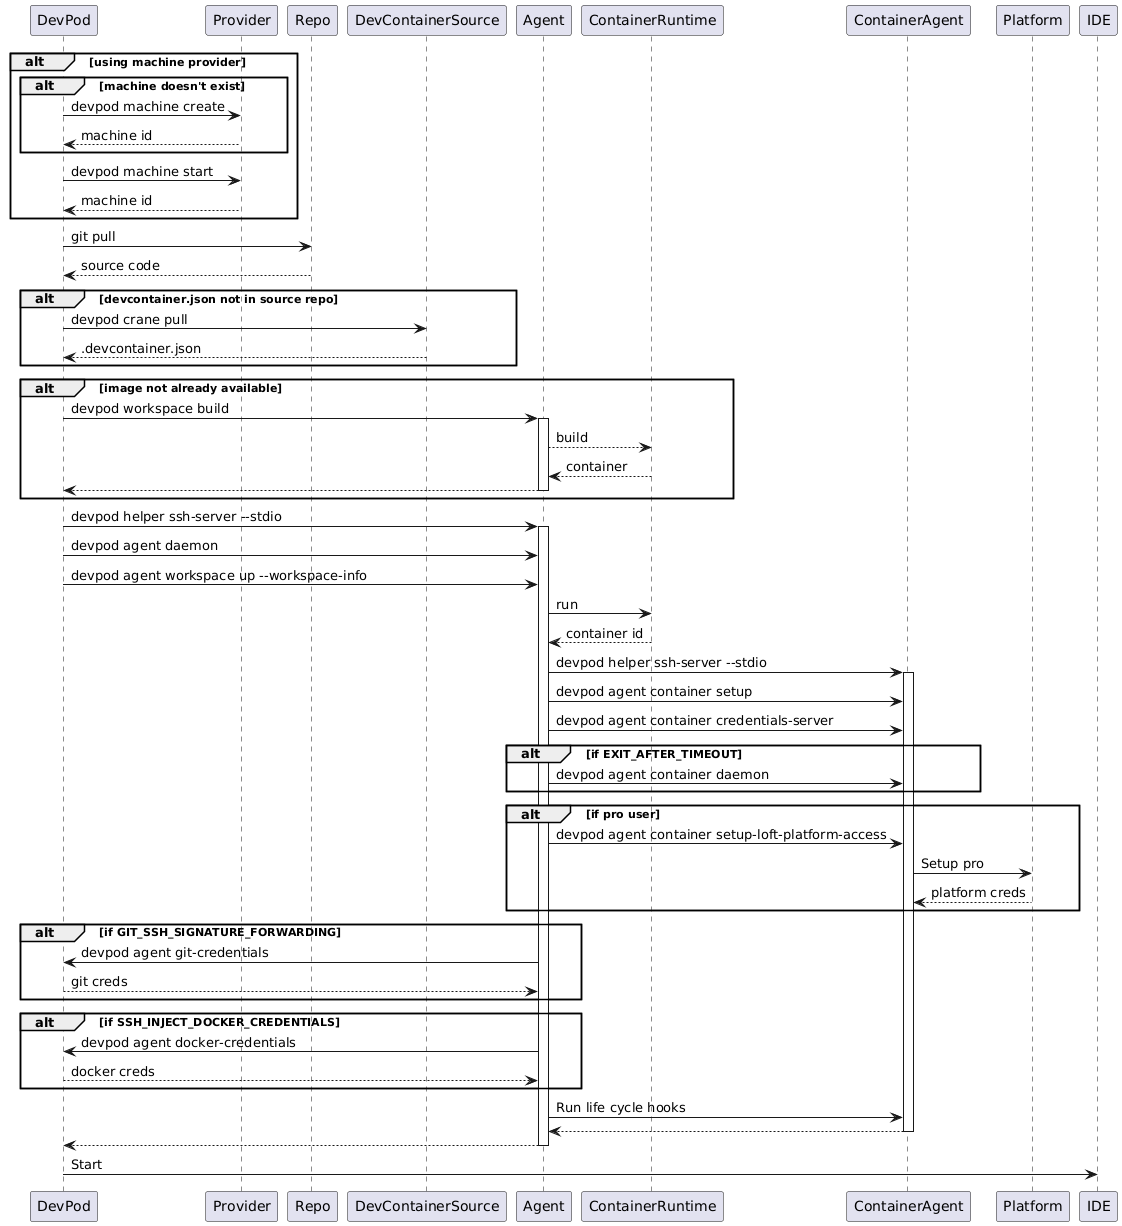 DevPod Provider Repo DevContainerSource Agent ContainerRuntime ContainerAgent Platform IDE
alt [using machine provider]
alt [machine doesn't exist]
devpod machine create
machine id
devpod machine start
machine id
git pull
source code
alt [devcontainer.json not in source repo]
devpod crane pull
.devcontainer.json
alt [image not already available]
devpod workspace build
build
container
devpod helper ssh-server --stdio
devpod agent daemon
devpod agent workspace up --workspace-info
run
container id
devpod helper ssh-server --stdio
devpod agent container setup
devpod agent container credentials-server
alt [if EXIT_AFTER_TIMEOUT]
devpod agent container daemon
alt [if pro user]
devpod agent container setup-loft-platform-access
Setup pro
platform creds
alt [if GIT_SSH_SIGNATURE_FORWARDING]
devpod agent git-credentials
git creds
alt [if SSH_INJECT_DOCKER_CREDENTIALS]
devpod agent docker-credentials
docker creds
Run life cycle hooks
Start
DevPod Provider Repo DevContainerSource Agent ContainerRuntime ContainerAgent Platform IDE